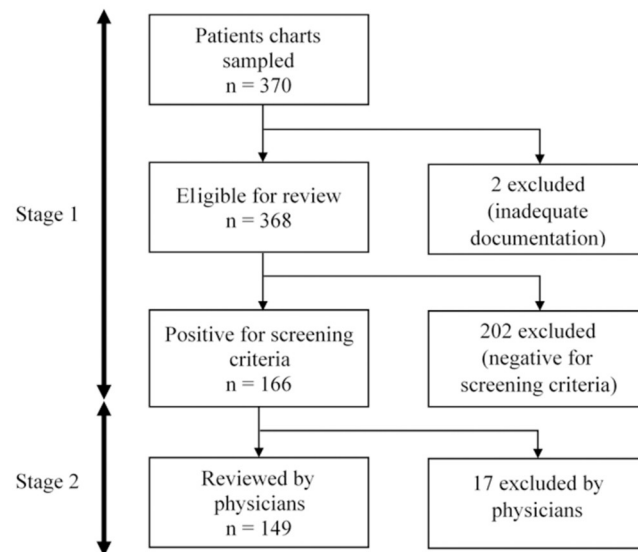 Patients charts
sampled
n = 370
Stage 1
Eligible for review
n = 368
2 excluded
(inadequate
documentation)
Positive for screening
criteria
n = 166
202 excluded
(negative for
screening criteria)
Stage 2
Reviewed by
physicians
n = 149
17 excluded by
physicians